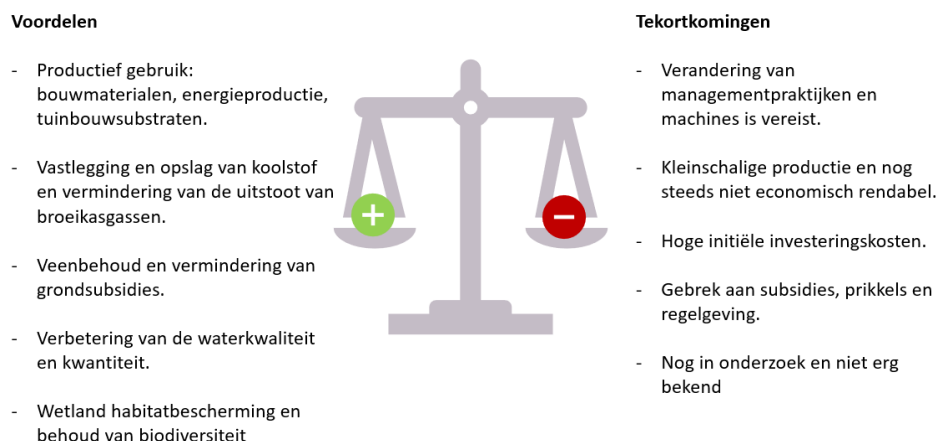 Voordelen
- Productief gebruik:
bouwmaterialen, energieproductie,
tuinbouwsubstraten.
- Vastlegging en opslag van koolstof
en vermindering van de uitstoot van
broeikasgassen.
- Veenbehoud en vermindering van
grondsubsidies.
- Verbetering van de waterkwaliteit
en kwantiteit.
- Wetland habitatbescherming en
behoud van biodiversiteit
Tekortkomingen
- Verandering van
managementpraktijken en
machines is vereist.
- Kleinschalige productie en nog
steeds niet economisch rendabel.
- Hoge initiële investeringskosten.
- Gebrek aan subsidies, prikkels en
regelgeving.
- Nog in onderzoek en niet erg
bekend